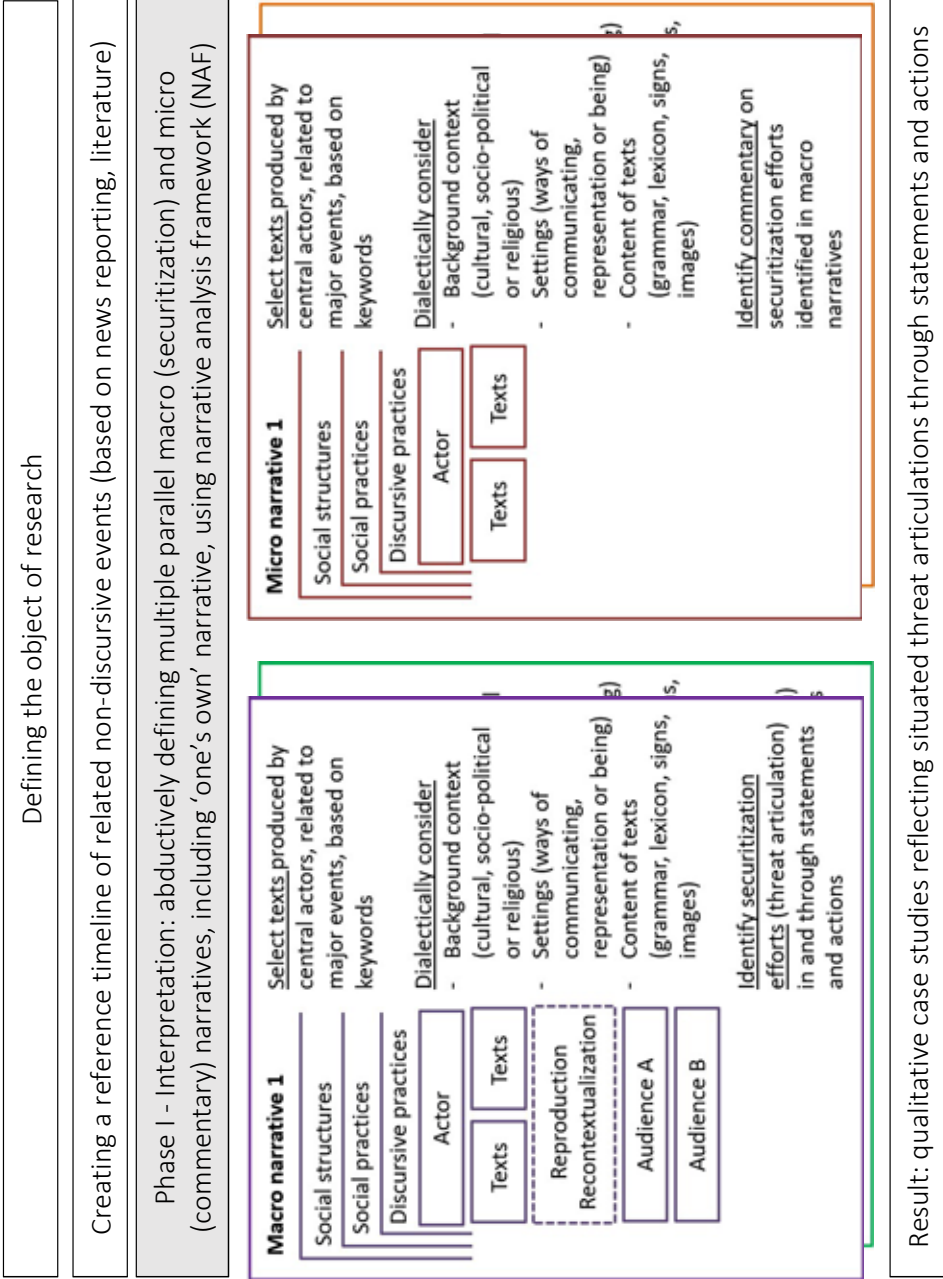 Defining the object of research
Creating a reference timeline of related non-discursive events (based on news reporting, literature)
Phase I - Interpretation: abductively defining multiple parallel macro (securitization) and micro
(commentary) narratives, including ‘one’s own’ narrative, using narrative analysis framework (NAF)
Macro narrative 1
Social structures
Social practices
Discursive practices
Actor
Texts
Texts
Reproduction
Recontextualization
Audience A
Audience B
Select texts produced by
central actors, related to
major events, based on
keywords
Dialectically consider
- Background context
(cultural, socio-political
or religious)
- Settings (ways of
communicating,
representation or being)
- Content of texts
(grammar, lexicon, signs,
images)
Identify securitization
efforts (threat articulation)
in and through statements
and actions
Micro narrative 1
Social structures
Social practices
Discursive practices
Actor
Texts
Texts
Select texts produced by
central actors, related to
major events, based on
keywords
Dialectically consider
- Background context
(cultural, socio-political
or religious)
- Settings (ways of
communicating,
representation or being)
- Content of texts
(grammar, lexicon, signs,
images)
Identify commentary on
securitization efforts
identified in macro
narratives
Result: qualitative case studies reflecting situated threat articulations through statements and actions